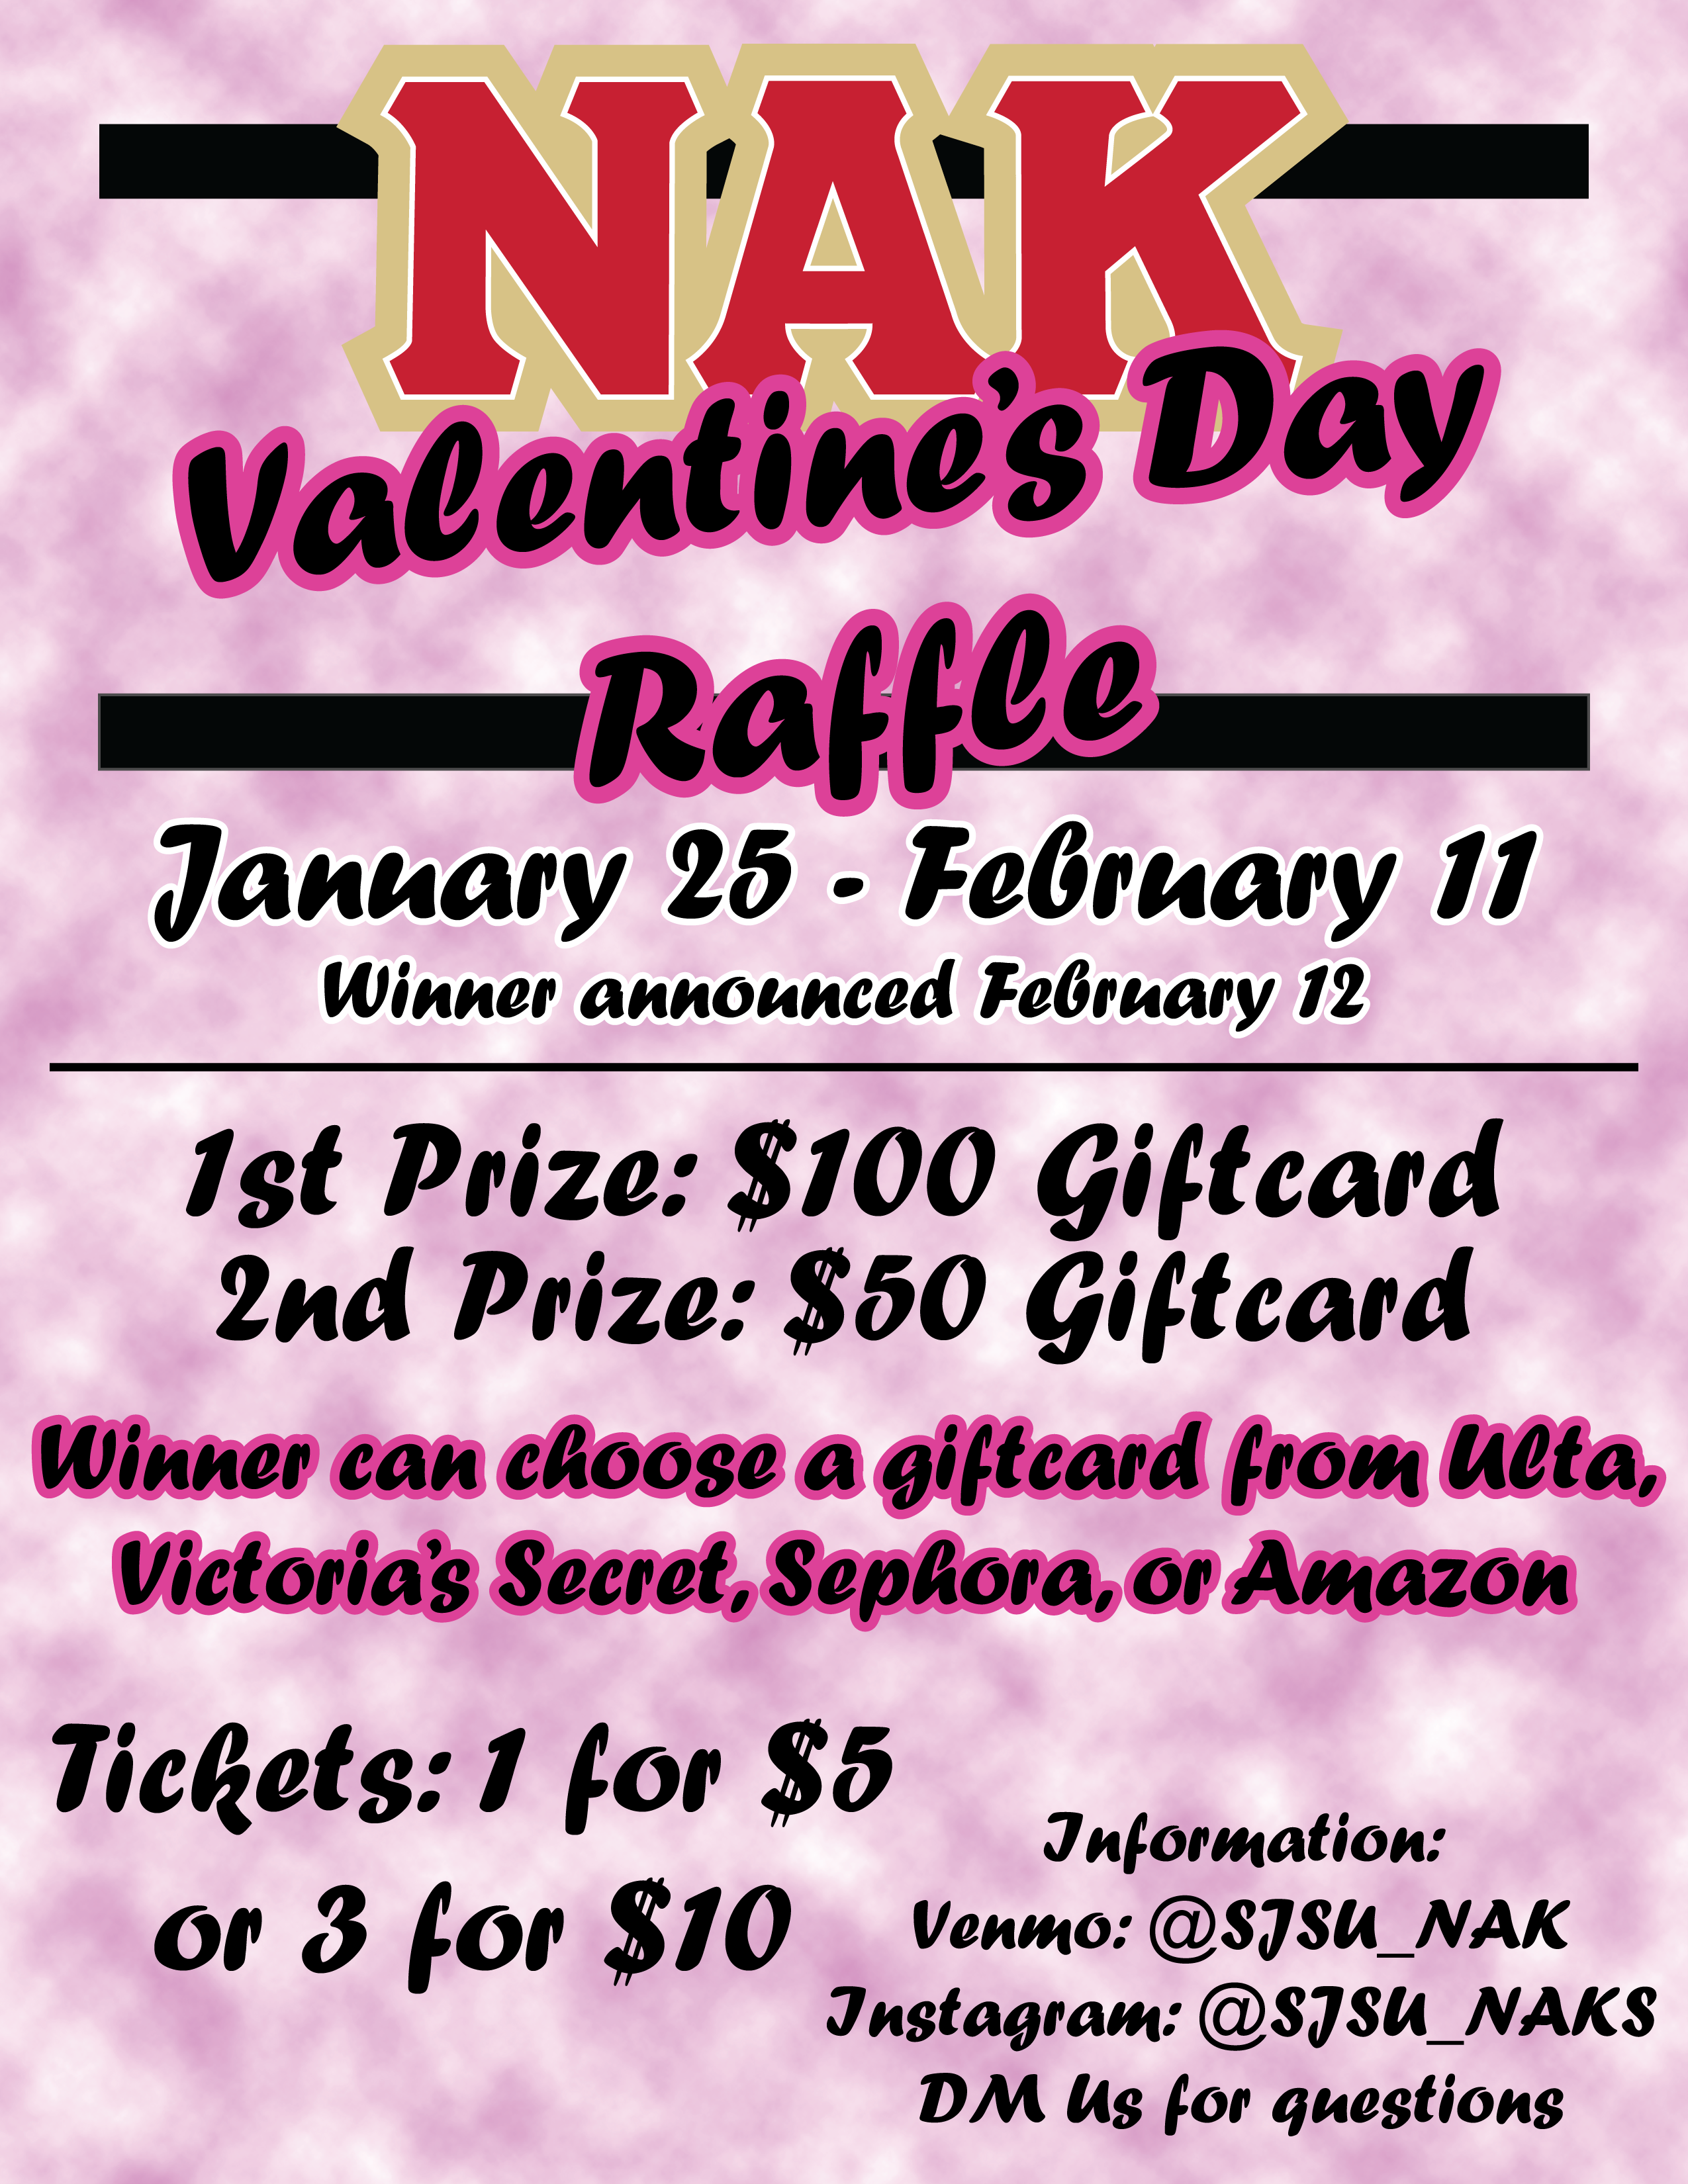 NAK
Valentine's Day
Raffle
January 25 - February 11
Winner announced February 12
1st Prize: $100 Giftcard
2nd Prize: $50 Giftcard
Winner can choose a giftcard from Ulta,
Victoria's Secret, Sephora, or Amazon
Tickets: 1 for $5
or 3 for $10
Information:
Venmo: @SJSU_NAK
Instagram: @SJSU_NAKS
DM Us for questions